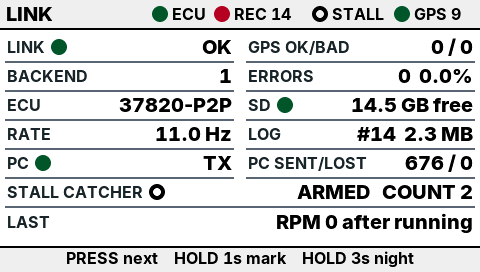 LINK ECU REC 14 STALL GPS 9
LINK OK GPS OK/BAD 0 / 0
BACKEND 1 ERRORS 0 0.0%
ECU 37820-P2P SD 14.5 GB free
RATE 11.0 Hz LOG #14 2.3 MB
PC TX PC SENT/LOST 676 / 0
STALL CATCHER ARMED COUNT 2
LAST RPM 0 after running
PRESS next HOLD 1s mark HOLD 3s night